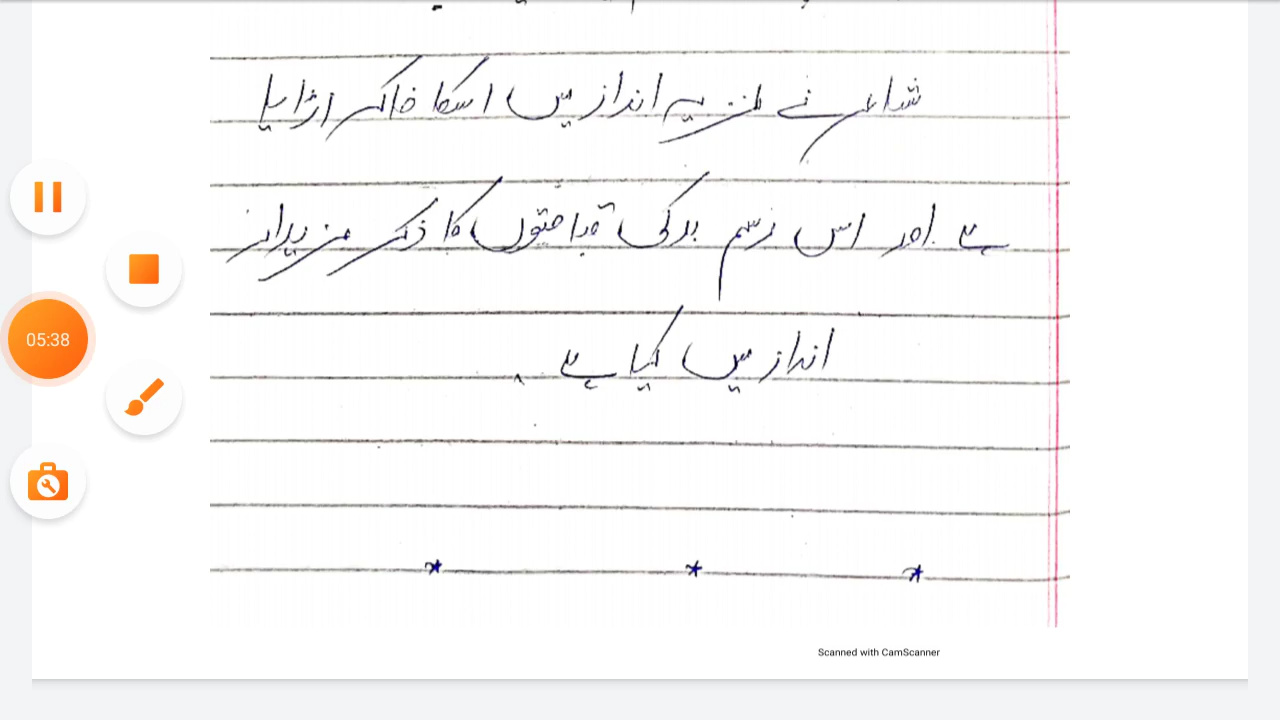 شاعر نے طنزیہ انداز میں اسکا خاکہ اڑایا
ہے اور اس رسم بد کی قباحتوں کا ذکر مزیدار
انداز میں کیا ہے
* * *
Scanned with CamScanner
05:38